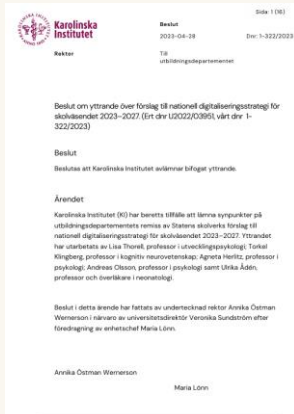 Sida: 1 (16)
Karolinska
Institutet
Beslut
2023-04-28
Dnr: 1-322/2023
Rektor
Till
utbildningsdepartementet
Beslut om yttrande över förslag till nationell digitaliseringsstrategi för
skolväsendet 2023–2027. (Ert dnr U2022/03951, vårt dnr 1-
322/2023)
Beslut
Beslutas att Karolinska Institutet avlämnar bifogat yttrande.
Ärendet
Karolinska Institutet (KI) har beretts tillfälle att lämna synpunkter på
utbildningsdepartementets remiss av Statens skolverks förslag till
nationell digitaliseringsstrategi för skolväsendet 2023–2027. Yttrandet
har utarbetats av Lisa Thorell, professor i utvecklingspsykologi; Torkel
Klingberg, professor i kognitiv neurovetenskap; Agneta Herlitz, professor i
psykologi; Andreas Olsson, professor i psykologi samt Ulrika Ådén,
professor och överläkare i neonatologi.
Beslut i detta ärende har fattats av undertecknad rektor Annika Östman
Wernerson i närvaro av universitetsdirektör Veronika Sundström efter
föredragning av enhetschef Maria Lönn.
Annika Östman Wernerson
Maria Lönn